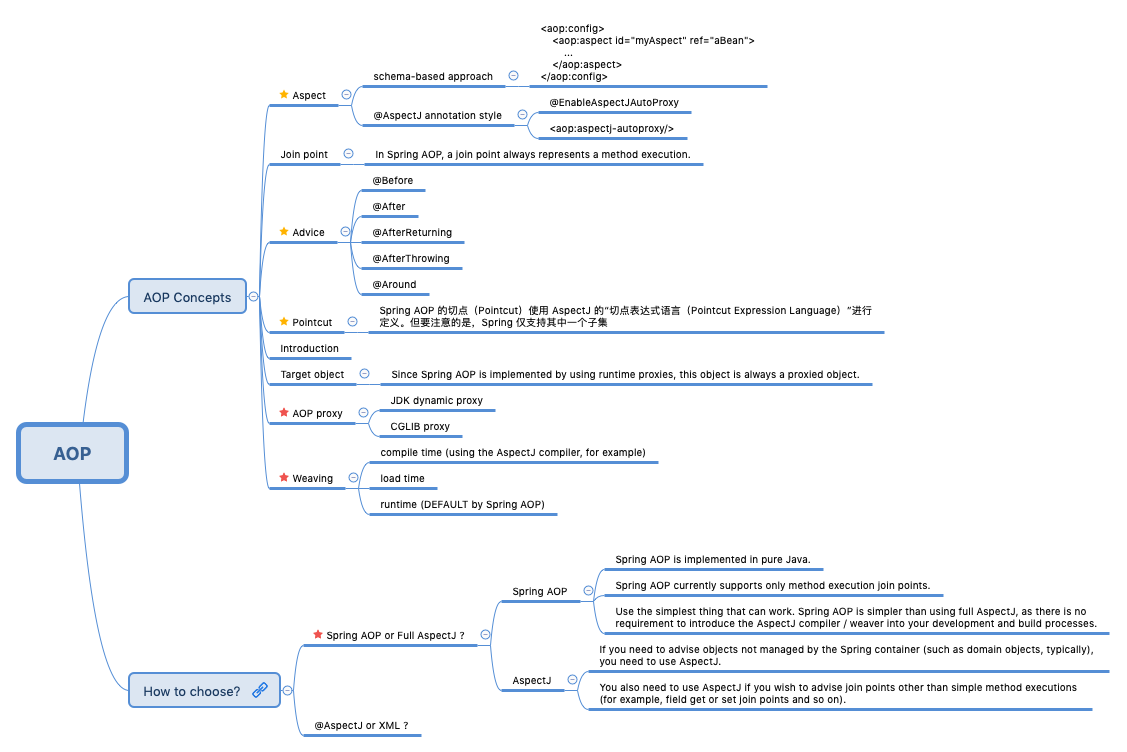 AOP
AOP Concepts
Aspect
schema-based approach
<aop:config>
<aop:aspect id="myAspect" ref="aBean">
...
</aop:aspect>
</aop:config>
@AspectJ annotation style
@EnableAspectJAutoProxy
<aop:aspectj-autoproxy/>
Join point
In Spring AOP, a join point always represents a method execution.
Advice
@Before
@After
@AfterReturning
@AfterThrowing
@Around
Pointcut
Spring AOP 的切点（Pointcut）使用 AspectJ 的“切点表达式语言（Pointcut Expression Language）”进行
定义。但要注意的是，Spring 仅支持其中一个子集
Introduction
Target object
Since Spring AOP is implemented by using runtime proxies, this object is always a proxied object.
AOP proxy
JDK dynamic proxy
CGLIB proxy
Weaving
compile time (using the AspectJ compiler, for example)
load time
runtime (DEFAULT by Spring AOP)
How to choose?
Spring AOP or Full AspectJ ?
Spring AOP
Spring AOP is implemented in pure Java.
Spring AOP currently supports only method execution join points.
Use the simplest thing that can work. Spring AOP is simpler than using full AspectJ, as there is no
requirement to introduce the AspectJ compiler / weaver into your development and build processes.
AspectJ
If you need to advise objects not managed by the Spring container (such as domain objects, typically),
you need to use AspectJ.
You also need to use AspectJ if you wish to advise join points other than simple method executions
(for example, field get or set join points and so on).
@AspectJ or XML ?